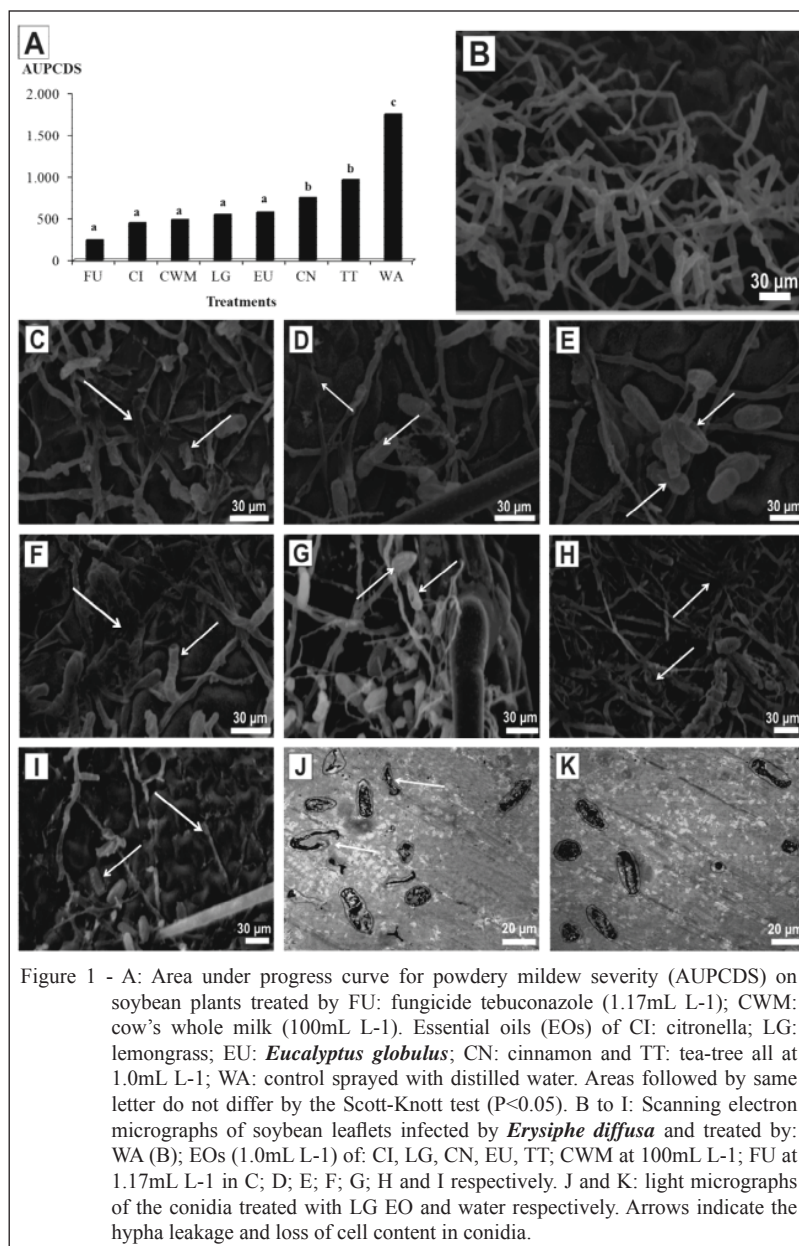 A
AUPCDS
2.000
1.500
1.000
500
0
a
a
a
a
a
b
b
c
FU CI CWM LG EU CN TT WA
Treatments
B
30 µm
C
30 µm
D
30 µm
E
30 µm
F
30 µm
G
30 µm
H
30 µm
I
30 µm
J
20 µm
K
20 µm
Figure 1 - A: Area under progress curve for powdery mildew severity (AUPCDS) on
soybean plants treated by FU: fungicide tebuconazole (1.17mL L-1); CWM:
cow's whole milk (100mL L-1). Essential oils (EOs) of CI: citronella; LG:
lemongrass; EU: Eucalyptus globulus; CN: cinnamon and TT: tea-tree all at
1.0mL L-1; WA: control sprayed with distilled water. Areas followed by same
letter do not differ by the Scott-Knott test (P<0.05). B to I: Scanning electron
micrographs of soybean leaflets infected by Erysiphe diffusa and treated by:
WA (B); EOs (1.0mL L-1) of: CI, LG, CN, EU, TT; CWM at 100mL L-1; FU at
1.17mL L-1 in C; D; E; F; G; H and I respectively. J and K: light micrographs
of the conidia treated with LG EO and water respectively. Arrows indicate the
hypha leakage and loss of cell content in conidia.